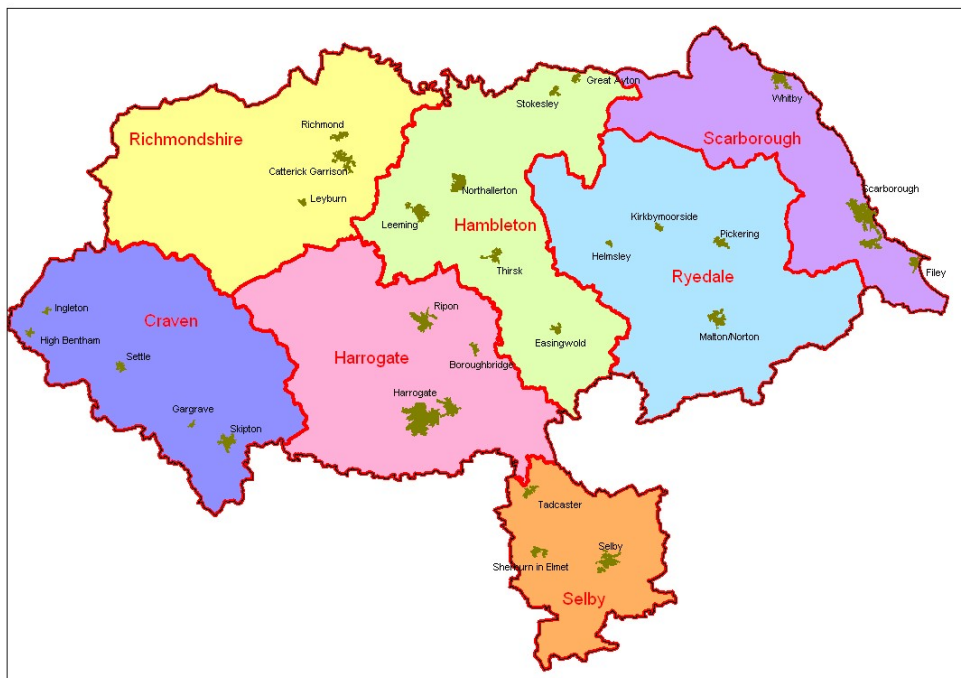 Great Ayton
Whitby
Stokesley
Richmond
Richmondshire
Scarborough
Catterick Garrison
Northallerton
Scarborough
Leyburn
Leeming
Hambleton
Kirkbymoorside
Pickering
Thirsk
Helmsley
Ryedale
Filey
Ingleton
Craven
Ripon
High Bentham
Harrogate
Easingwold
Malton/Norton
Settle
Boroughbridge
Harrogate
Gargrave
Skipton
Tadcaster
Selby
Sherburn in Elmet
Selby